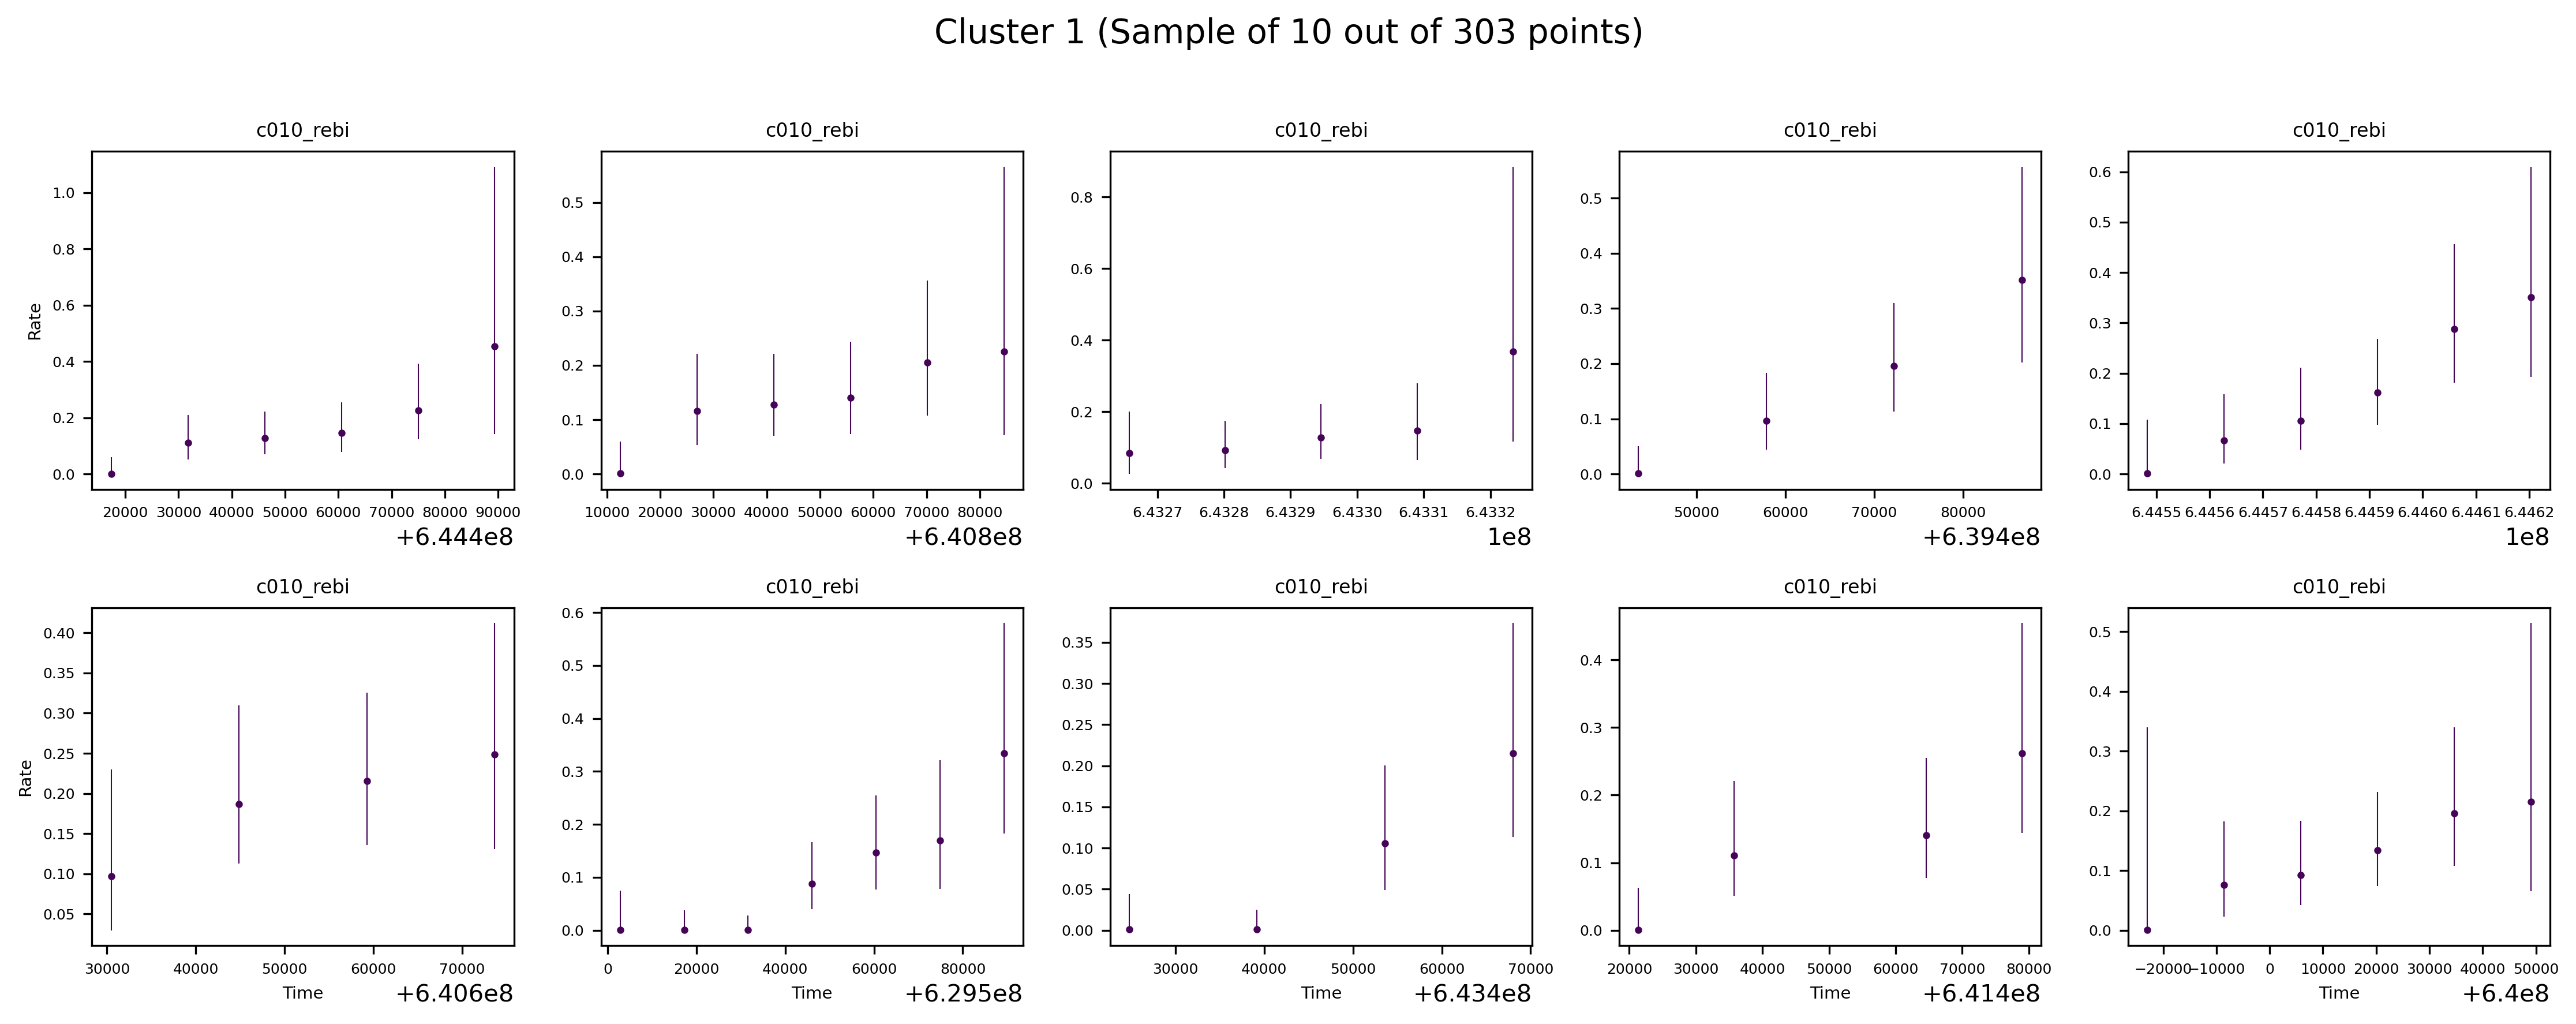 Cluster 1 (Sample of 10 out of 303 points)
c010_rebi c010_rebi c010_rebi c010_rebi c010_rebi
Rate
1.0
0.8
0.6
0.4
0.2
0.0
20000 30000 40000 50000 60000 70000 80000 90000
+6.444e8
0.5
0.4
0.3
0.2
0.1
0.0
10000 20000 30000 40000 50000 60000 70000 80000
+6.408e8
0.8
0.6
0.4
0.2
0.0
6.4327 6.4328 6.4329 6.4330 6.4331 6.4332
1e8
0.5
0.4
0.3
0.2
0.1
0.0
50000 60000 70000 80000
+6.394e8
0.6
0.5
0.4
0.3
0.2
0.1
0.0
6.4455 6.4456 6.4457 6.4458 6.4459 6.4460 6.4461 6.4462
1e8
c010_rebi c010_rebi c010_rebi c010_rebi c010_rebi
Rate
0.40
0.35
0.30
0.25
0.20
0.15
0.10
0.05
30000 40000 50000 60000 70000
Time
+6.406e8
0.6
0.5
0.4
0.3
0.2
0.1
0.0
0 20000 40000 60000 80000
Time
+6.295e8
0.35
0.30
0.25
0.20
0.15
0.10
0.05
0.00
30000 40000 50000 60000 70000
Time
+6.434e8
0.4
0.3
0.2
0.1
0.0
20000 30000 40000 50000 60000 70000 80000
Time
+6.414e8
0.5
0.4
0.3
0.2
0.1
0.0
−20000 −10000 0 10000 20000 30000 40000 50000
Time
+6.4e8